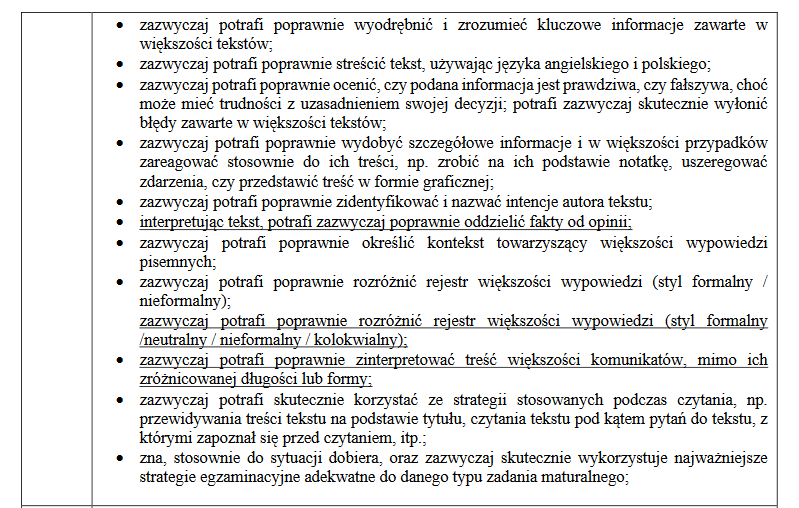 • zazwyczaj potrafi poprawnie wyodrębnić i zrozumieć kluczowe informacje zawarte w
większości tekstów;
• zazwyczaj potrafi poprawnie streścić tekst, używając języka angielskiego i polskiego;
• zazwyczaj potrafi poprawnie ocenić, czy podana informacja jest prawdziwa, czy fałszywa, choć
może mieć trudności z uzasadnieniem swojej decyzji; potrafi zazwyczaj skutecznie wyłonić
błędy zawarte w większości tekstów;
• zazwyczaj potrafi poprawnie wydobyć szczegółowe informacje i w większości przypadków
zareagować stosownie do ich treści, np. zrobić na ich podstawie notatkę, uszeregować
zdarzenia, czy przedstawić treść w formie graficznej;
• zazwyczaj potrafi poprawnie zidentyfikować i nazwać intencje autora tekstu;
• interpretując tekst, potrafi zazwyczaj poprawnie oddzielić fakty od opinii;
• zazwyczaj potrafi poprawnie określić kontekst towarzyszący większości wypowiedzi
pisemnych;
• zazwyczaj potrafi poprawnie rozróżnić rejestr większości wypowiedzi (styl formalny /
nieformalny);
zazwyczaj potrafi poprawnie rozróżnić rejestr większości wypowiedzi (styl formalny
/neutralny / nieformalny / kolokwialny);
• zazwyczaj potrafi poprawnie zinterpretować treść większości komunikatów, mimo ich
zróżnicowanej długości lub formy;
• zazwyczaj potrafi skutecznie korzystać ze strategii stosowanych podczas czytania, np.
przewidywania treści tekstu na podstawie tytułu, czytania tekstu pod kątem pytań do tekstu, z
którymi zapoznał się przed czytaniem, itp.;
• zna, stosownie do sytuacji dobiera, oraz zazwyczaj skutecznie wykorzystuje najważniejsze
strategie egzaminacyjne adekwatne do danego typu zadania maturalnego;